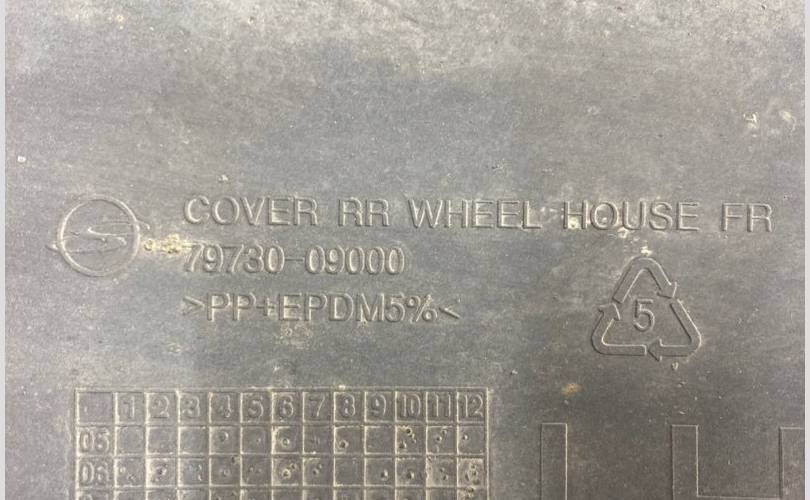 COVER RR WHEEL HOUSE FR
79730-09000
>PP+EPDM5%<
5
1 2 3 4 5 6 7 8 9 10 11 12
05
06